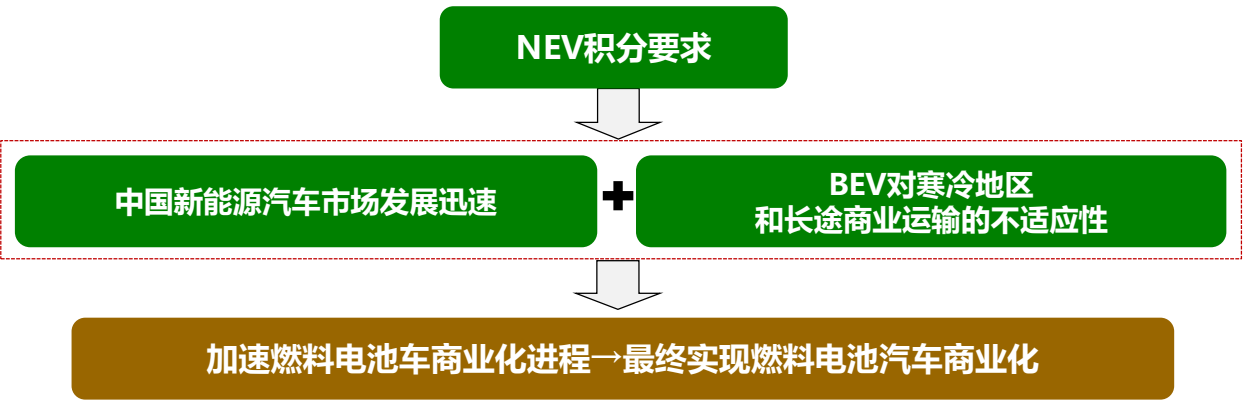 NEV积分要求
中国新能源汽车市场发展迅速
+
BEV对寒冷地区
和长途商业运输的不适应性
加速燃料电池车商业化进程→最终实现燃料电池汽车商业化